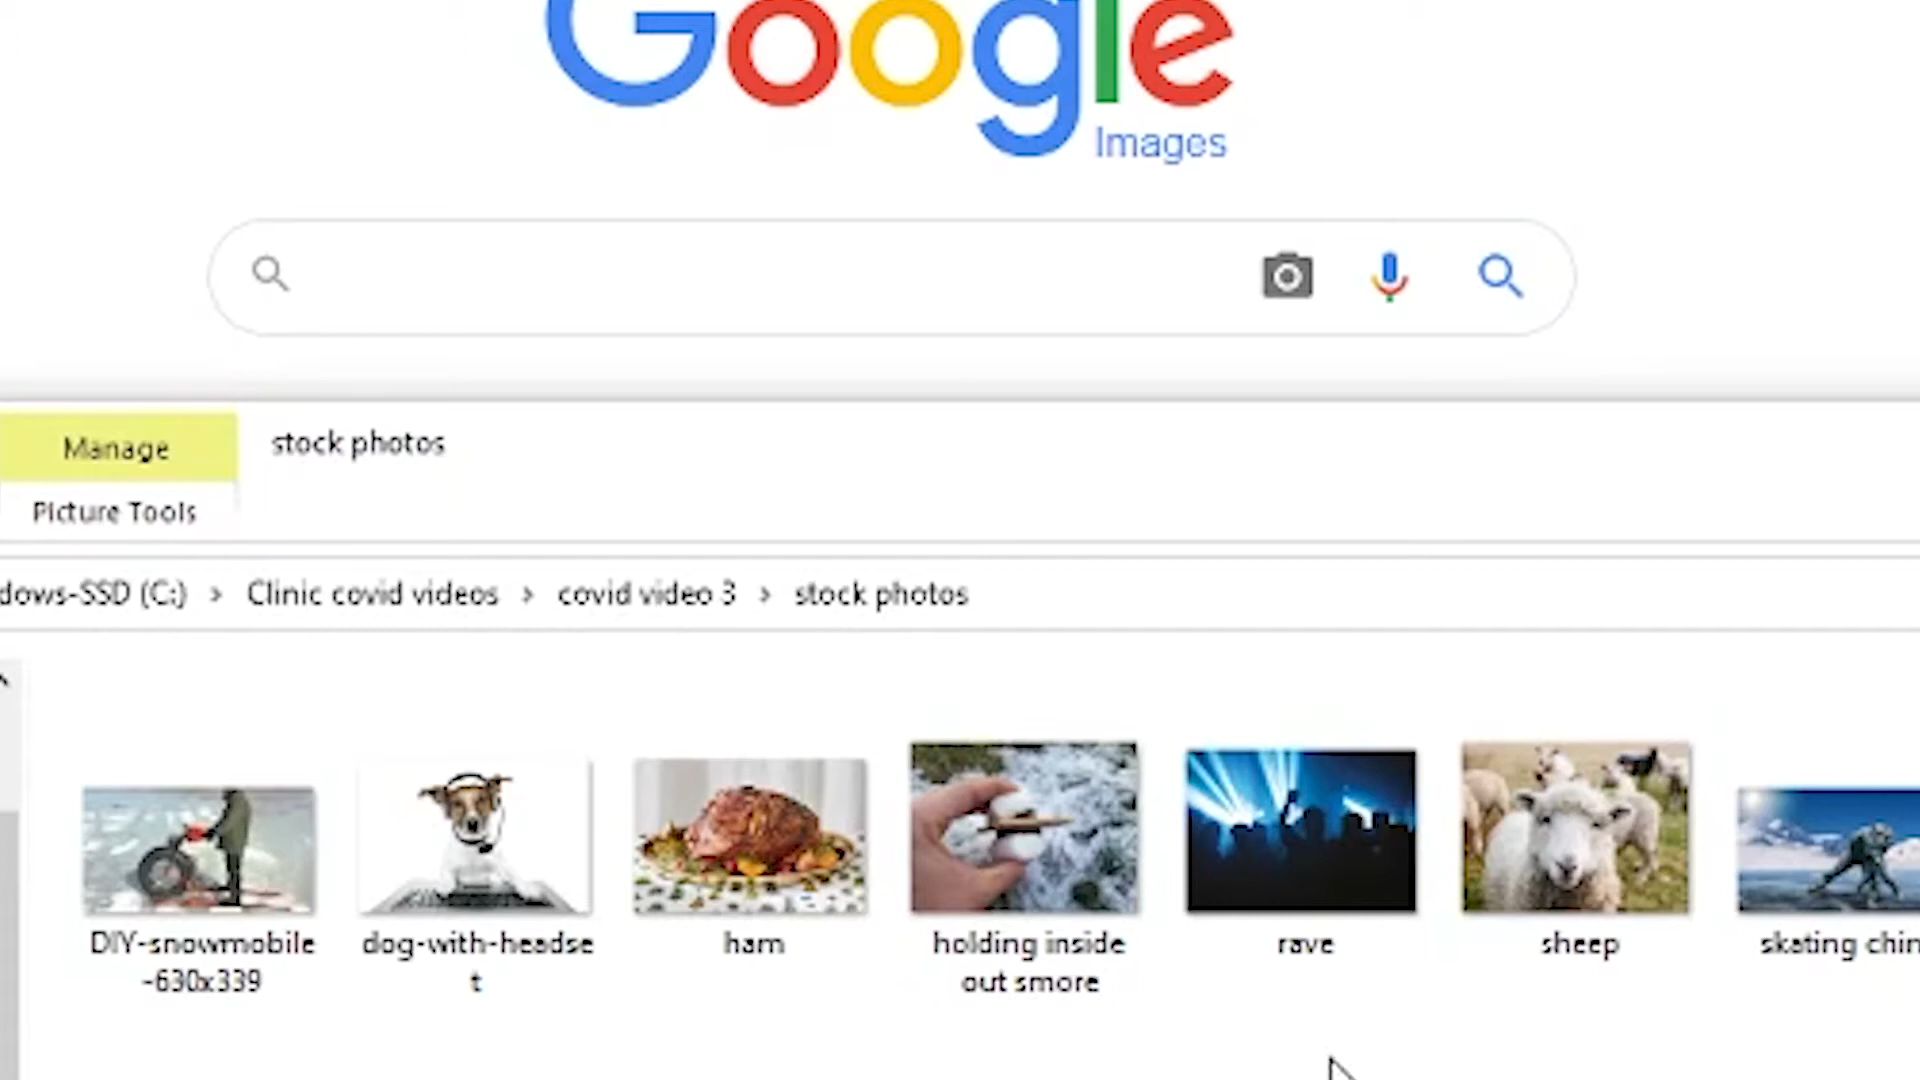 Google
Images
Manage
stock photos
Picture Tools
dows-SSD (C:) > Clinic covid videos > covid video 3 > stock photos
DIY-snowmobile
-630x339
dog-with-headse
t
ham
holding inside
out smore
rave
sheep
skating chin